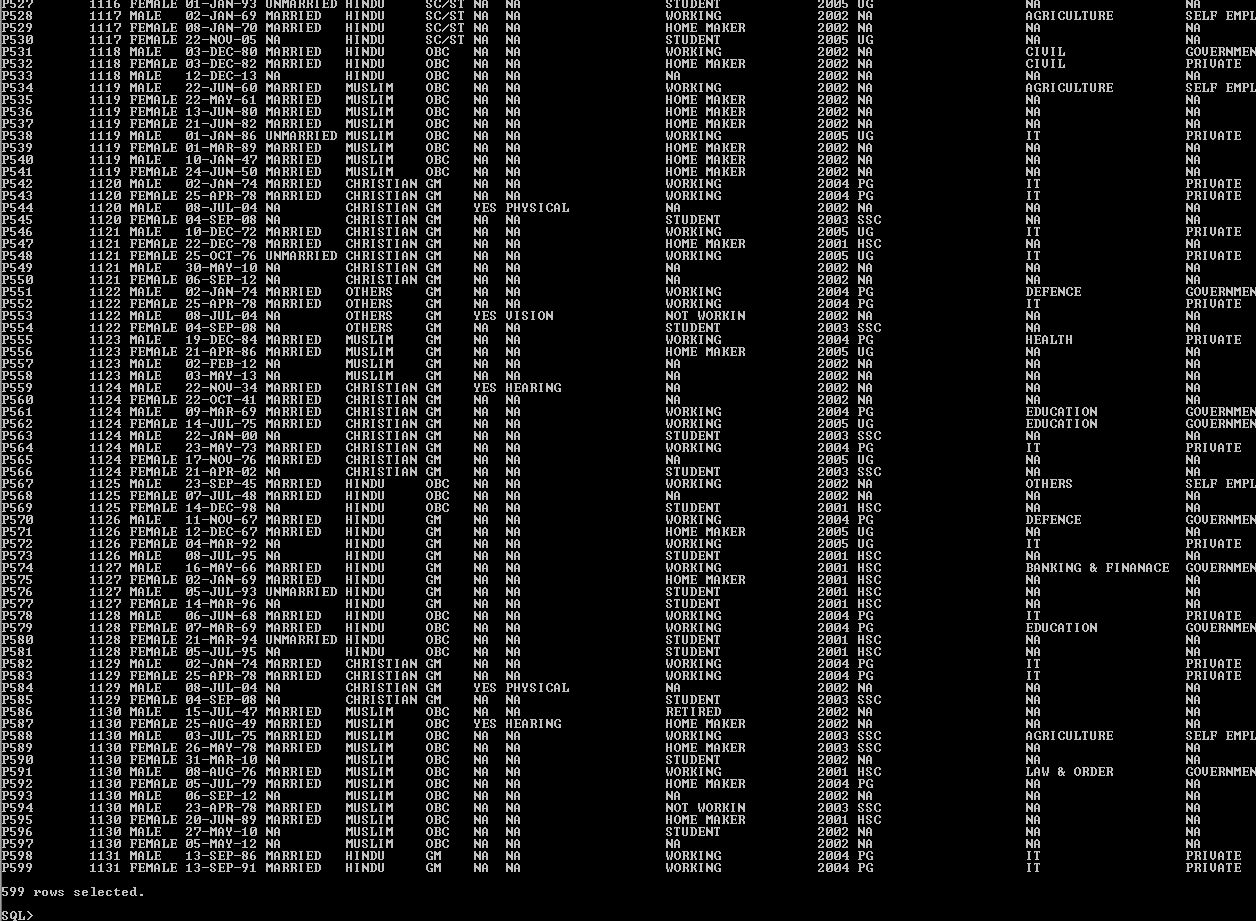 P527 1116 FEMALE 01-JAN-93 UNMARRIED HINDU SC/ST NA NA STUDENT 2005 UG NA NA
P528 1117 MALE 02-JAN-69 MARRIED HINDU SC/ST NA NA WORKING 2002 NA AGRICULTURE SELF EMPL
P529 1117 FEMALE 08-JAN-70 MARRIED HINDU SC/ST NA NA HOME MAKER 2002 NA NA NA
P530 1117 FEMALE 22-NOV-05 NA HINDU SC/ST NA NA STUDENT 2005 UG NA NA
P531 1118 MALE 03-DEC-80 MARRIED HINDU OBC NA NA WORKING 2002 NA CIVIL GOVERNMEN
P532 1118 FEMALE 03-DEC-82 MARRIED HINDU OBC NA NA HOME MAKER 2002 NA CIVIL PRIVATE
P533 1118 MALE 12-DEC-13 NA HINDU OBC NA NA NA 2002 NA NA NA
P534 1119 MALE 22-JUN-60 MARRIED MUSLIM OBC NA NA WORKING 2002 NA AGRICULTURE SELF EMPL
P535 1119 FEMALE 22-MAY-61 MARRIED MUSLIM OBC NA NA HOME MAKER 2002 NA NA NA
P536 1119 FEMALE 13-JUN-80 MARRIED MUSLIM OBC NA NA HOME MAKER 2002 NA NA NA
P537 1119 FEMALE 21-JUN-82 MARRIED MUSLIM OBC NA NA HOME MAKER 2002 NA NA NA
P538 1119 MALE 01-JAN-86 UNMARRIED MUSLIM OBC NA NA WORKING 2005 UG IT PRIVATE
P539 1119 FEMALE 01-MAR-89 MARRIED MUSLIM OBC NA NA HOME MAKER 2002 NA NA NA
P540 1119 MALE 10-JAN-47 MARRIED MUSLIM OBC NA NA HOME MAKER 2002 NA NA NA
P541 1119 FEMALE 24-JUN-50 MARRIED MUSLIM OBC NA NA HOME MAKER 2002 NA NA NA
P542 1120 MALE 02-JAN-74 MARRIED CHRISTIAN GM NA NA WORKING 2004 PG IT PRIVATE
P543 1120 FEMALE 25-APR-78 MARRIED CHRISTIAN GM NA NA WORKING 2004 PG IT PRIVATE
P544 1120 MALE 08-JUL-04 NA CHRISTIAN GM YES PHYSICAL NA 2002 NA NA NA
P545 1120 FEMALE 04-SEP-08 NA CHRISTIAN GM NA NA STUDENT 2003 SSC NA NA
P546 1121 MALE 10-DEC-72 MARRIED CHRISTIAN GM NA NA WORKING 2005 UG IT PRIVATE
P547 1121 FEMALE 22-DEC-78 MARRIED CHRISTIAN GM NA NA HOME MAKER 2001 HSC NA NA
P548 1121 FEMALE 25-OCT-76 UNMARRIED CHRISTIAN GM NA NA WORKING 2005 UG IT PRIVATE
P549 1121 MALE 30-MAY-10 NA CHRISTIAN GM NA NA NA 2002 NA NA NA
P550 1121 FEMALE 06-SEP-12 NA CHRISTIAN GM NA NA NA 2002 NA NA NA
P551 1122 MALE 02-JAN-74 MARRIED OTHERS GM NA NA WORKING 2004 PG DEFENCE GOVERNMEN
P552 1122 FEMALE 25-APR-78 MARRIED OTHERS GM NA NA WORKING 2004 PG IT PRIVATE
P553 1122 MALE 08-JUL-04 NA OTHERS GM YES VISION NOT WORKIN 2002 NA NA NA
P554 1122 FEMALE 04-SEP-08 NA OTHERS GM NA NA STUDENT 2003 SSC NA NA
P555 1123 MALE 19-DEC-84 MARRIED MUSLIM GM NA NA WORKING 2004 PG HEALTH PRIVATE
P556 1123 FEMALE 21-APR-86 MARRIED MUSLIM GM NA NA HOME MAKER 2005 UG NA NA
P557 1123 MALE 02-FEB-12 NA MUSLIM GM NA NA NA 2002 NA NA NA
P558 1123 MALE 03-MAY-13 NA MUSLIM GM NA NA NA 2002 NA NA NA
P559 1124 MALE 22-NOV-34 MARRIED CHRISTIAN GM YES HEARING NA 2002 NA NA NA
P560 1124 FEMALE 22-OCT-41 MARRIED CHRISTIAN GM NA NA NA 2002 NA NA NA
P561 1124 MALE 09-MAR-69 MARRIED CHRISTIAN GM NA NA WORKING 2004 PG EDUCATION GOVERNMEN
P562 1124 FEMALE 14-JUL-75 MARRIED CHRISTIAN GM NA NA WORKING 2005 UG EDUCATION GOVERNMEN
P563 1124 MALE 22-JAN-00 NA CHRISTIAN GM NA NA STUDENT 2003 SSC NA NA
P564 1124 MALE 23-MAY-73 MARRIED CHRISTIAN GM NA NA WORKING 2004 PG IT PRIVATE
P565 1124 FEMALE 17-NOV-76 MARRIED CHRISTIAN GM NA NA NA 2005 UG NA NA
P566 1124 FEMALE 21-APR-02 NA CHRISTIAN GM NA NA STUDENT 2003 SSC NA NA
P567 1125 MALE 23-SEP-45 MARRIED HINDU OBC NA NA WORKING 2002 NA OTHERS SELF EMPL
P568 1125 FEMALE 07-JUL-48 MARRIED HINDU OBC NA NA NA 2002 NA NA NA
P569 1125 FEMALE 14-DEC-98 NA HINDU OBC NA NA STUDENT 2001 HSC NA NA
P570 1126 MALE 11-NOV-67 MARRIED HINDU GM NA NA WORKING 2004 PG DEFENCE GOVERNMEN
P571 1126 FEMALE 12-DEC-67 MARRIED HINDU GM NA NA HOME MAKER 2005 UG NA NA
P572 1126 FEMALE 04-MAR-92 NA HINDU GM NA NA WORKING 2005 UG IT PRIVATE
P573 1126 MALE 08-JUL-95 NA HINDU GM NA NA STUDENT 2001 HSC NA NA
P574 1127 MALE 16-MAY-66 MARRIED HINDU GM NA NA WORKING 2001 HSC BANKING & FINANACE GOVERNMEN
P575 1127 FEMALE 02-JAN-69 MARRIED HINDU GM NA NA HOME MAKER 2001 HSC NA NA
P576 1127 MALE 05-JUL-93 UNMARRIED HINDU GM NA NA STUDENT 2001 HSC NA NA
P577 1127 FEMALE 14-MAR-96 NA HINDU GM NA NA STUDENT 2001 HSC NA NA
P578 1128 MALE 06-JUN-68 MARRIED HINDU OBC NA NA WORKING 2004 PG IT PRIVATE
P579 1128 FEMALE 07-MAR-69 MARRIED HINDU OBC NA NA WORKING 2004 PG EDUCATION GOVERNMEN
P580 1128 FEMALE 21-MAR-94 UNMARRIED HINDU OBC NA NA STUDENT 2001 HSC NA NA
P581 1128 FEMALE 05-JUL-95 NA HINDU OBC NA NA STUDENT 2001 HSC NA NA
P582 1129 MALE 02-JAN-74 MARRIED CHRISTIAN GM NA NA WORKING 2004 PG IT PRIVATE
P583 1129 FEMALE 25-APR-78 MARRIED CHRISTIAN GM NA NA WORKING 2004 PG IT PRIVATE
P584 1129 MALE 08-JUL-04 NA CHRISTIAN GM YES PHYSICAL NA 2002 NA NA NA
P585 1129 FEMALE 04-SEP-08 NA CHRISTIAN GM NA NA STUDENT 2003 SSC NA NA
P586 1130 MALE 15-JUL-47 MARRIED MUSLIM OBC NA NA RETIRED 2002 NA NA NA
P587 1130 FEMALE 25-AUG-49 MARRIED MUSLIM OBC YES HEARING HOME MAKER 2002 NA NA NA
P588 1130 MALE 03-JUL-75 MARRIED MUSLIM OBC NA NA WORKING 2003 SSC AGRICULTURE SELF EMPL
P589 1130 FEMALE 26-MAY-78 MARRIED MUSLIM OBC NA NA HOME MAKER 2003 SSC NA NA
P590 1130 FEMALE 31-MAR-10 NA MUSLIM OBC NA NA STUDENT 2002 NA NA NA
P591 1130 MALE 08-AUG-76 MARRIED MUSLIM OBC NA NA WORKING 2001 HSC LAW & ORDER GOVERNMEN
P592 1130 FEMALE 05-JUL-79 MARRIED MUSLIM OBC NA NA HOME MAKER 2004 PG NA NA
P593 1130 MALE 06-SEP-12 NA MUSLIM OBC NA NA NA 2002 NA NA NA
P594 1130 MALE 23-APR-78 MARRIED MUSLIM OBC NA NA NOT WORKIN 2003 SSC NA NA
P595 1130 FEMALE 20-JUN-89 MARRIED MUSLIM OBC NA NA HOME MAKER 2001 HSC NA NA
P596 1130 MALE 27-MAY-10 NA MUSLIM OBC NA NA STUDENT 2002 NA NA NA
P597 1130 FEMALE 05-MAY-12 NA MUSLIM OBC NA NA NA 2002 NA NA NA
P598 1131 MALE 13-SEP-86 MARRIED HINDU GM NA NA WORKING 2004 PG IT PRIVATE
P599 1131 FEMALE 13-SEP-91 MARRIED HINDU GM NA NA WORKING 2004 PG IT PRIVATE
599 rows selected.
SQL>